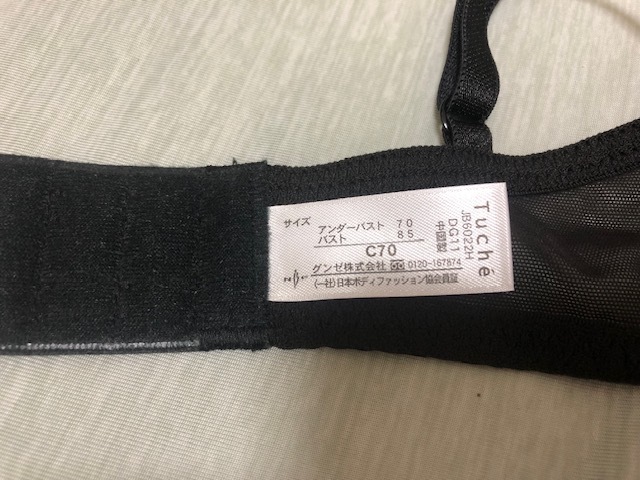 サイズ
アンダーバスト 70
バスト 85
C70
グンゼ株式会社 0120-167874
(一社)日本ボディファッション協会員証
Tuché
JB6022H
DG11
中国製